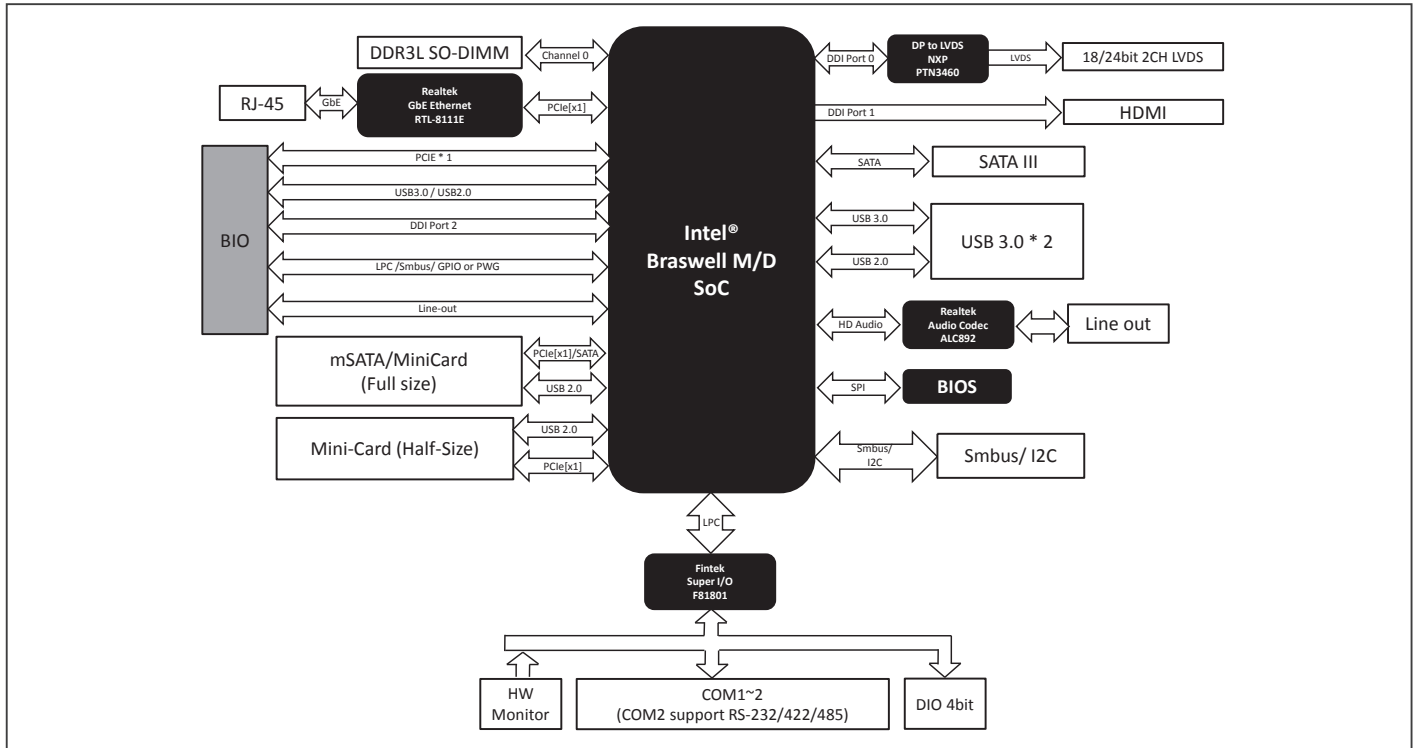 DDR3L SO-DIMM
Channel 0
RJ-45
GbE
Realtek
GbE Ethernet
RTL-8111E
PCIe[x1]
BIO
PCIE * 1
USB3.0 / USB2.0
DDI Port 2
LPC /Smbus/ GPIO or PWG
Line-out
mSATA/MiniCard
(Full size)
PCIe[x1]/SATA
USB 2.0
Mini-Card (Half-Size)
USB 2.0
PCIe[x1]
Intel®
Braswell M/D
SoC
DDI Port 0
DP to LVDS
NXP
PTN3460
LVDS
18/24bit 2CH LVDS
DDI Port 1
HDMI
SATA
SATA III
USB 3.0
USB 2.0
USB 3.0 * 2
HD Audio
Realtek
Audio Codec
ALC892
Line out
SPI
BIOS
Smbus/
I2C
Smbus/ I2C
LPC
Fintek
Super I/O
F81801
HW
Monitor
COM1~2
(COM2 support RS-232/422/485)
DIO 4bit